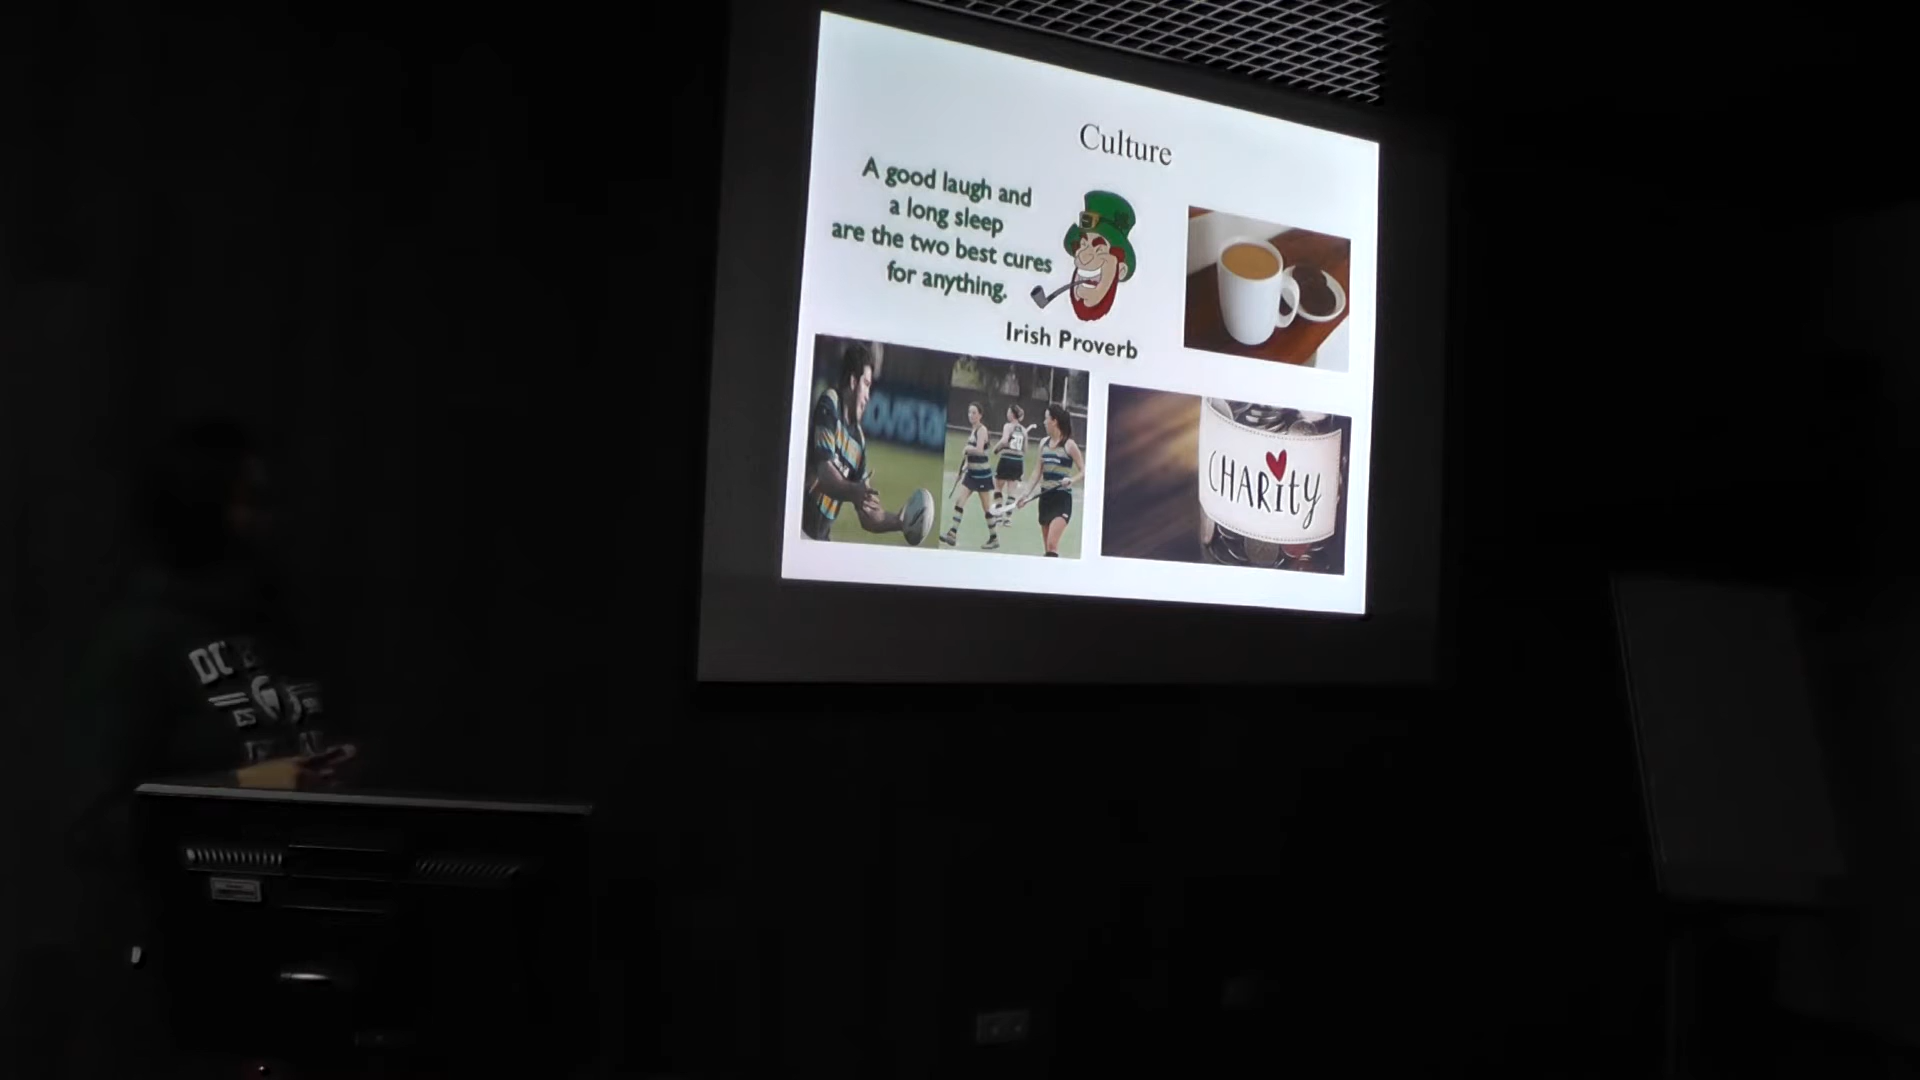 Culture
A good laugh and
a long sleep
are the two best cures
for anything.
Irish Proverb
CHARity